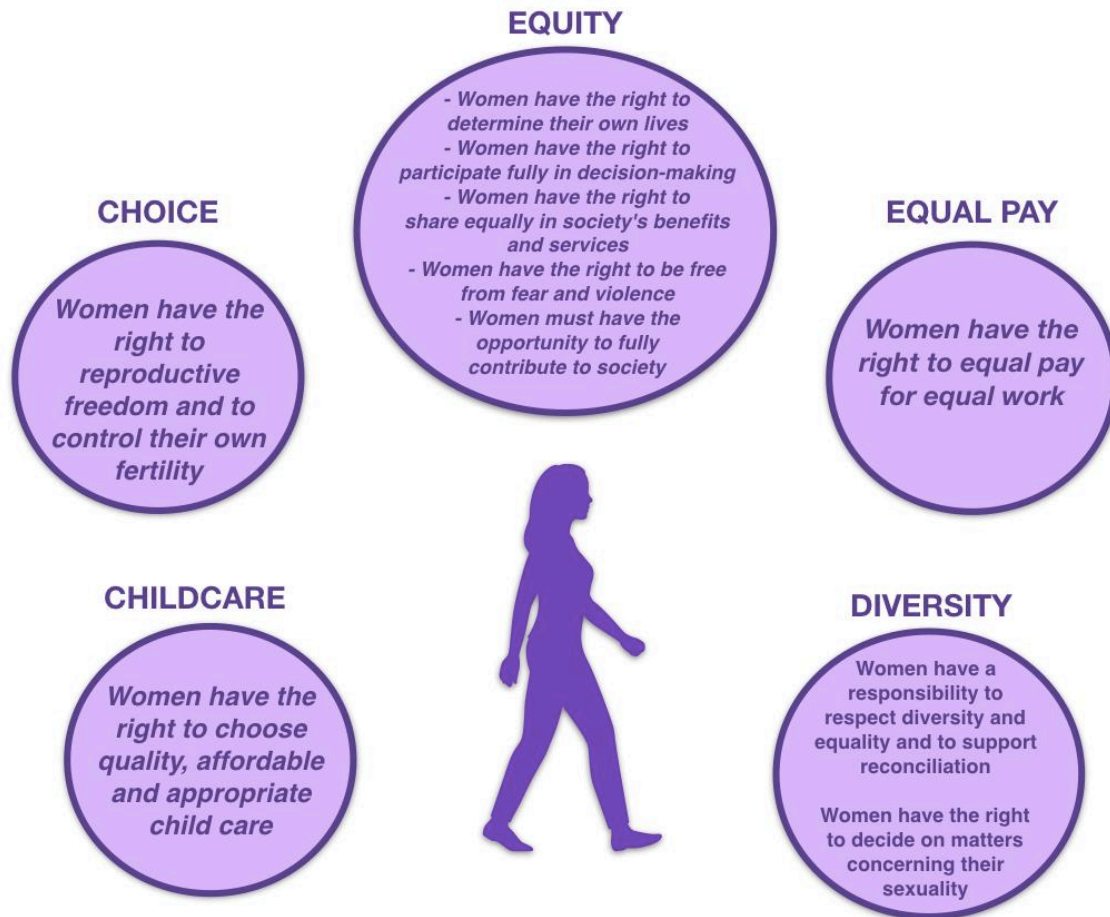 EQUITY
- Women have the right to
determine their own lives
- Women have the right to
participate fully in decision-making
- Women have the right to
share equally in society's benefits
and services
- Women have the right to be free
from fear and violence
- Women must have the
opportunity to fully
contribute to society
CHOICE
Women have the
right to
reproductive
freedom and to
control their own
fertility
EQUAL PAY
Women have the
right to equal pay
for equal work
CHILDCARE
Women have the
right to choose
quality, affordable
and appropriate
child care
DIVERSITY
Women have a
responsibility to
respect diversity and
equality and to support
reconciliation
Women have the right
to decide on matters
concerning their
sexuality